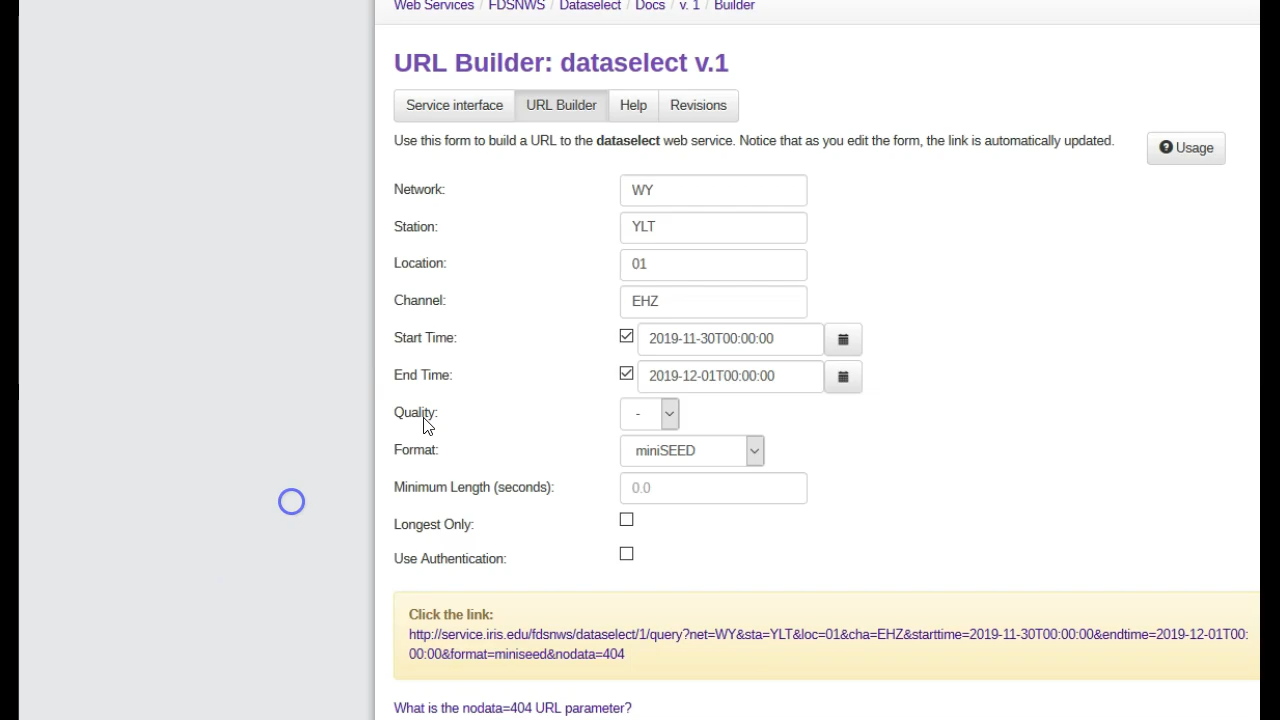 Web Services / FDSNWS / Dataselect / Docs / v. 1 / Builder
URL Builder: dataselect v.1
Service interface URL Builder Help Revisions
Use this form to build a URL to the dataselect web service. Notice that as you edit the form, the link is automatically updated.
Usage
Network: WY
Station: YLT
Location: 01
Channel: EHZ
Start Time: 2019-11-30T00:00:00
End Time: 2019-12-01T00:00:00
Quality: -
Format: miniSEED
Minimum Length (seconds): 0.0
Longest Only:
Use Authentication:
Click the link:
http://service.iris.edu/fdsnws/dataselect/1/query?net=WY&sta=YLT&loc=01&cha=EHZ&starttime=2019-11-30T00:00:00&endtime=2019-12-01T00:
00:00&format=miniseed&nodata=404
What is the nodata=404 URL parameter?